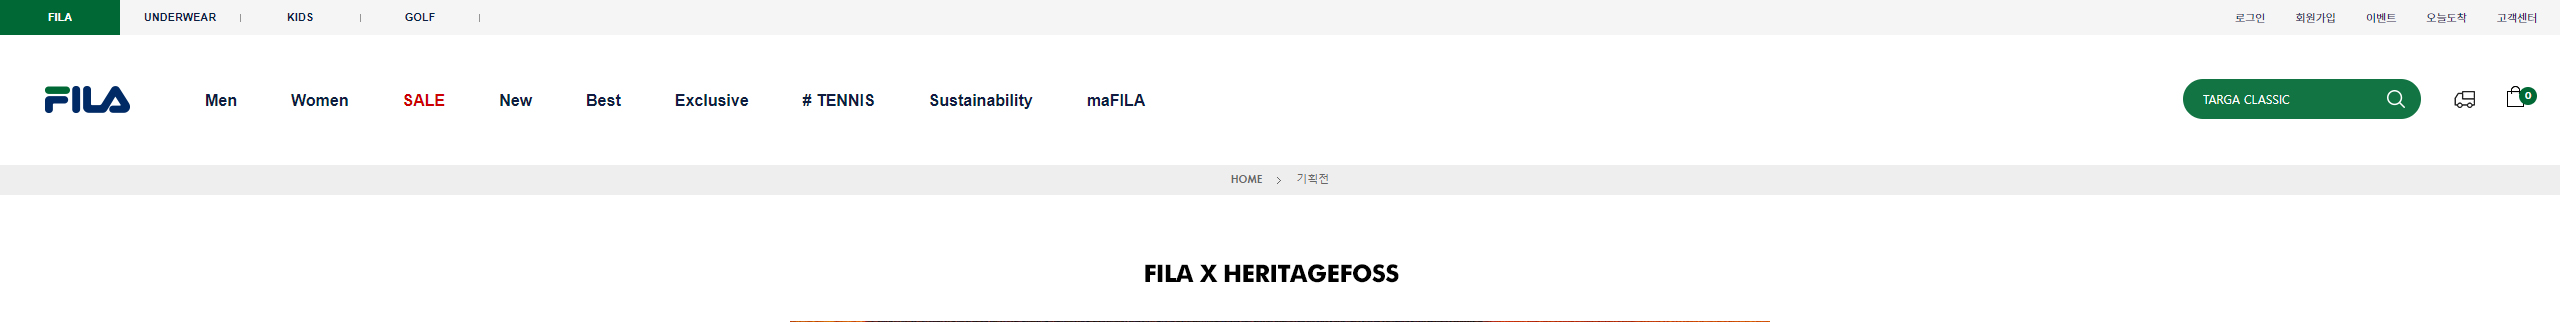 FILA UNDERWEAR KIDS GOLF 로그인 회원가입 이벤트 오늘도착 고객센터
FILA Men Women SALE New Best Exclusive # TENNIS Sustainability maFILA TARGA CLASSIC 0
HOME > 기획전
FILA X HERITAGEFOSS